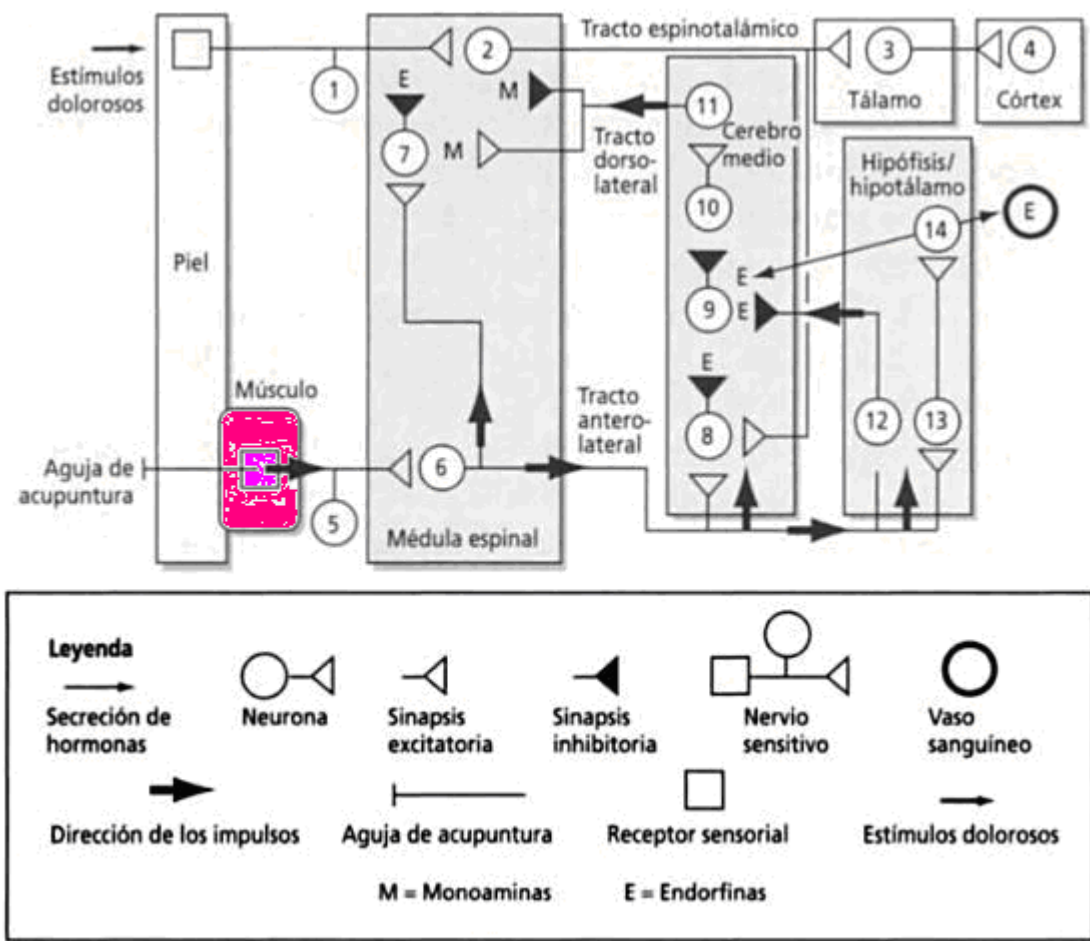 Tracto espinotalámico
Estímulos
dolorosos
1
2
3
4
Tálamo
Córtex
E
7
M
M
Tracto
dorso-
lateral
11
Cerebro
medio
10
9
E
E
E
8
Hipófisis/
hipotálamo
14
E
12
13
Piel
Músculo
Aguja de
acupuntura
5
6
Médula espinal
Tracto
antero-
lateral
Leyenda
Secreción de
hormonas
Neurona
Sinapsis
excitatoria
Sinapsis
inhibitoria
Nervio
sensitivo
Vaso
sanguíneo
Dirección de los impulsos
Aguja de acupuntura
Receptor sensorial
Estímulos dolorosos
M = Monoaminas
E = Endorfinas